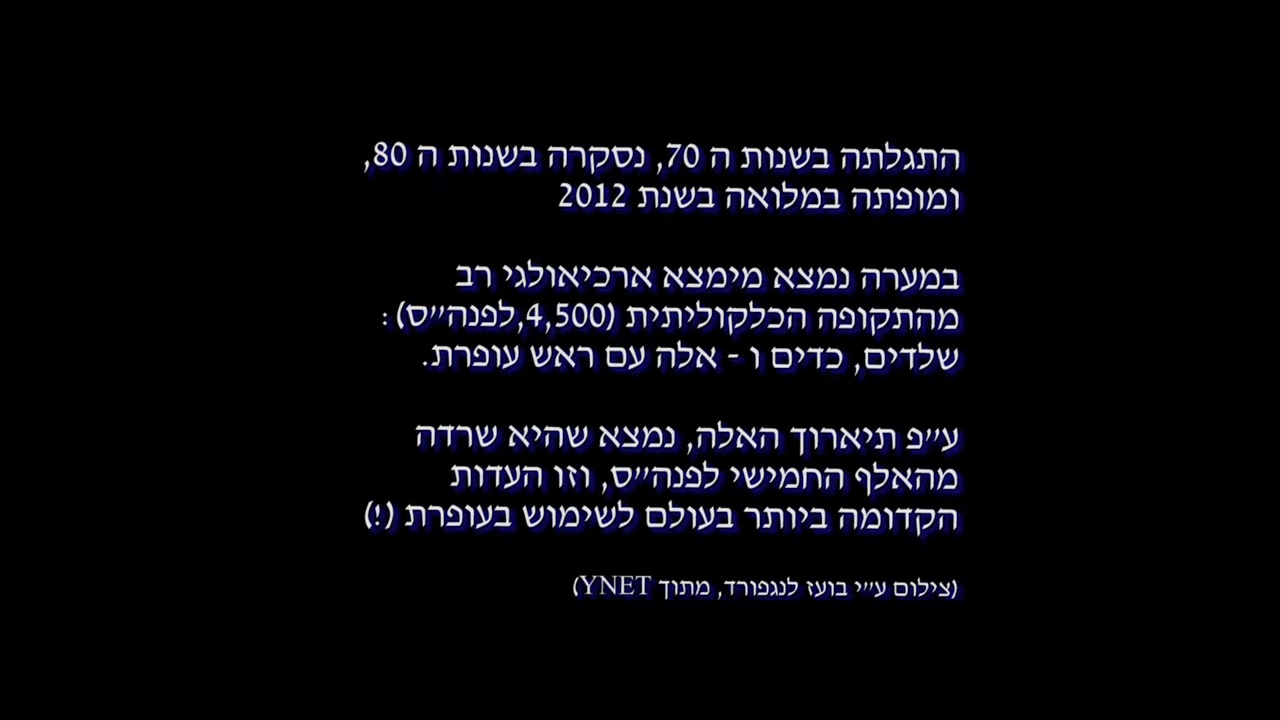 התגלתה בשנות ה 70, נסקרה בשנות ה 80,
ומופתה במלואה בשנת 2012
במערה נמצא מימצא ארכיאולגי רב
מהתקופה הכלקוליתית (4,500,לפנה״ס):
שלדים, כדים ו - אלה עם ראש עופרת.
ע״פ תיארוך האלה, נמצא שהיא שרדה
מהאלף החמישי לפנה״ס, וזו העדות
הקדומה ביותר בעולם לשימוש בעופרת (!)
(צילום ע״י בועז לנגפורד, מתוך YNET)